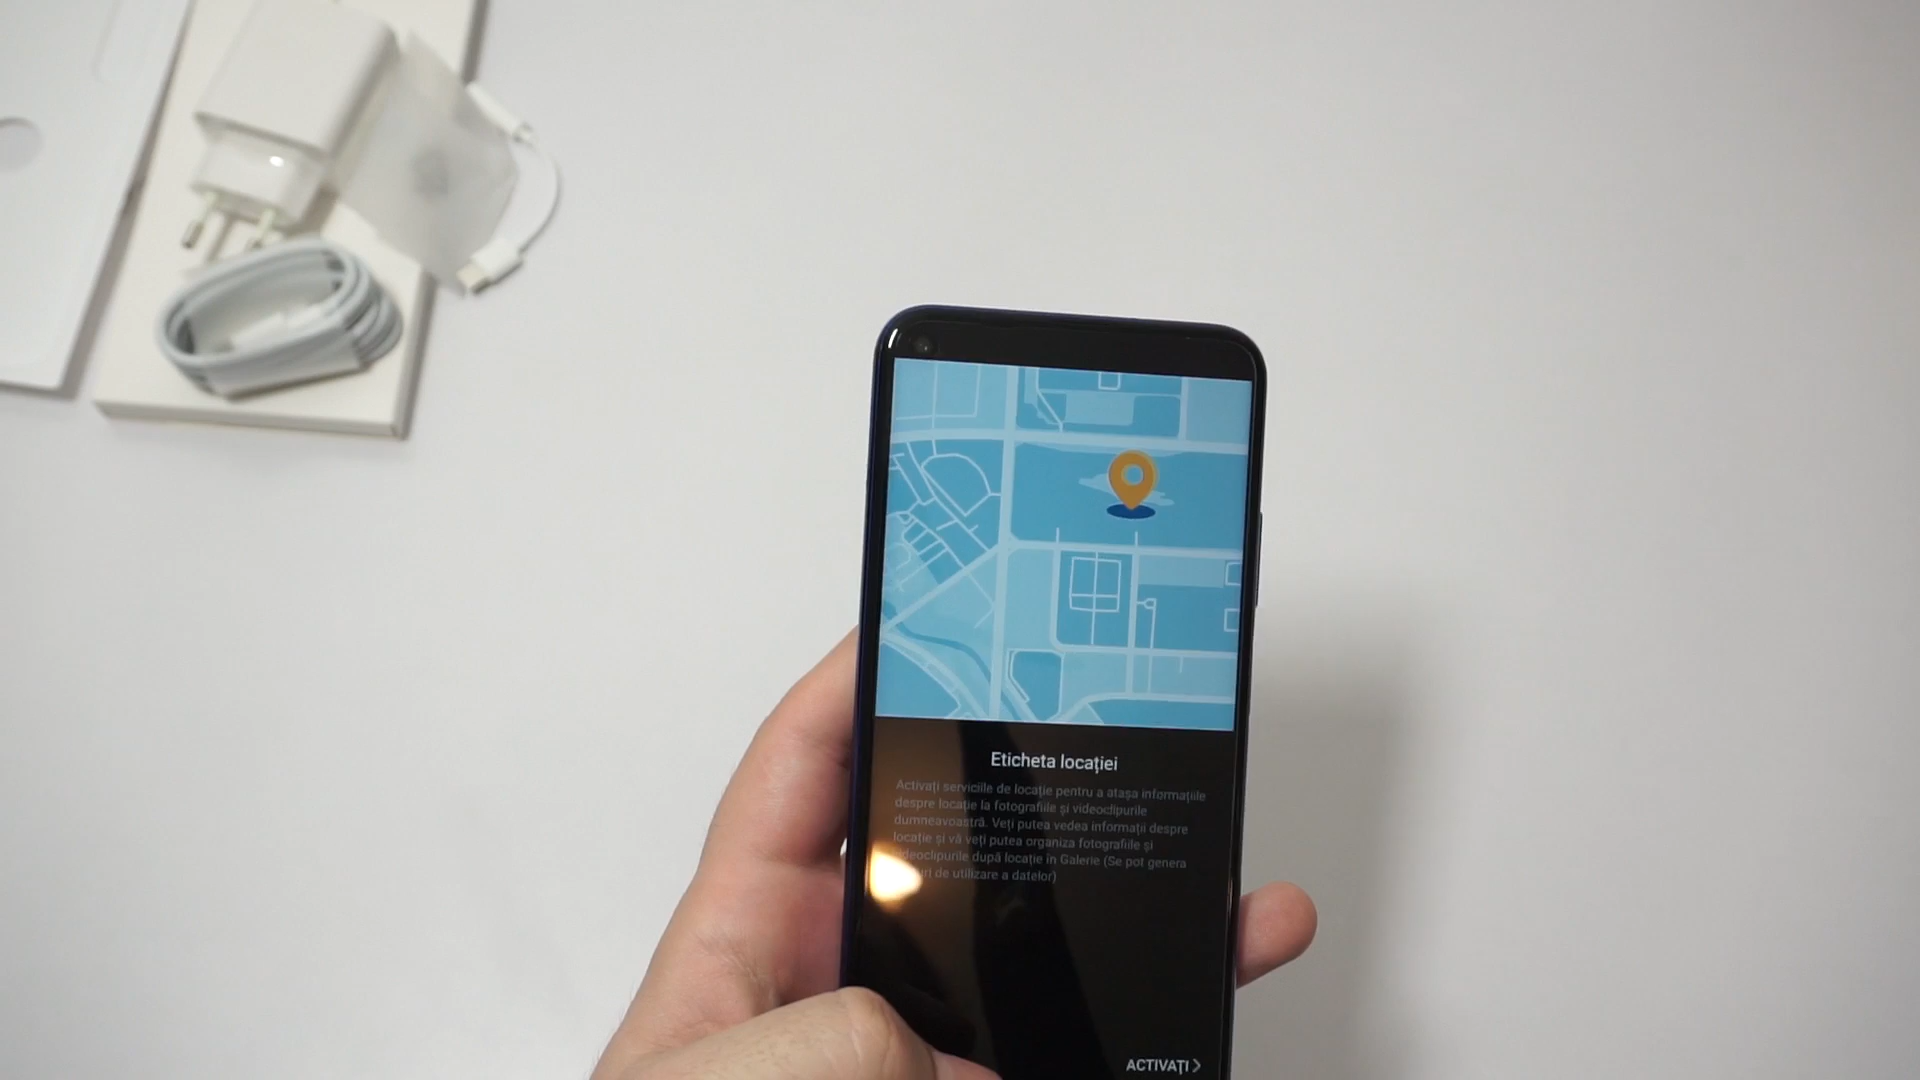 Eticheta locației
Activați serviciile de locație pentru a atașa informațiile
despre locație la fotografiile și videoclipurile
dumneavoastră. Veți putea vedea informații despre
locație și vă veți putea organiza fotografiile și
videoclipurile după locație în Galerie (Se pot genera
de utilizare a datelor)
ACTIVAȚI